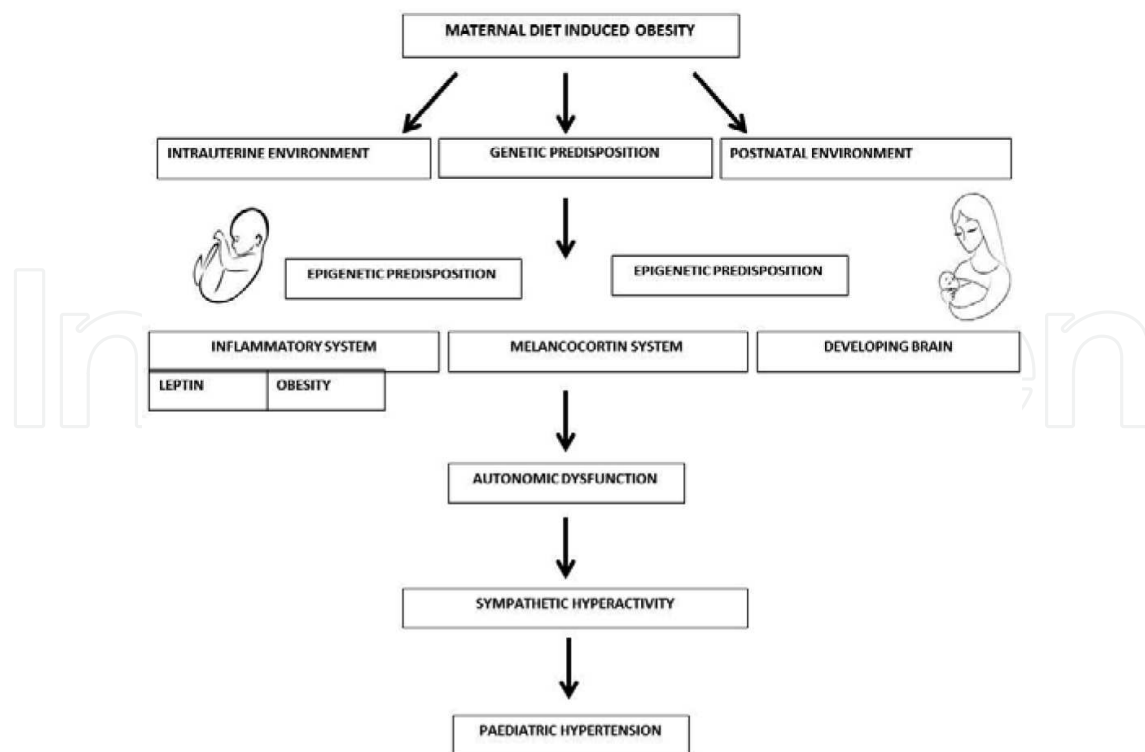 MATERNAL DIET INDUCED OBESITY
INTRAUTERINE ENVIRONMENT
GENETIC PREDISPOSITION
POSTNATAL ENVIRONMENT
EPIGENETIC PREDISPOSITION
EPIGENETIC PREDISPOSITION
INFLAMMATORY SYSTEM
MELANCOCORTIN SYSTEM
DEVELOPING BRAIN
LEPTIN
OBESITY
AUTONOMIC DYSFUNCTION
SYMPATHETIC HYPERACTIVITY
PAEDIATRIC HYPERTENSION